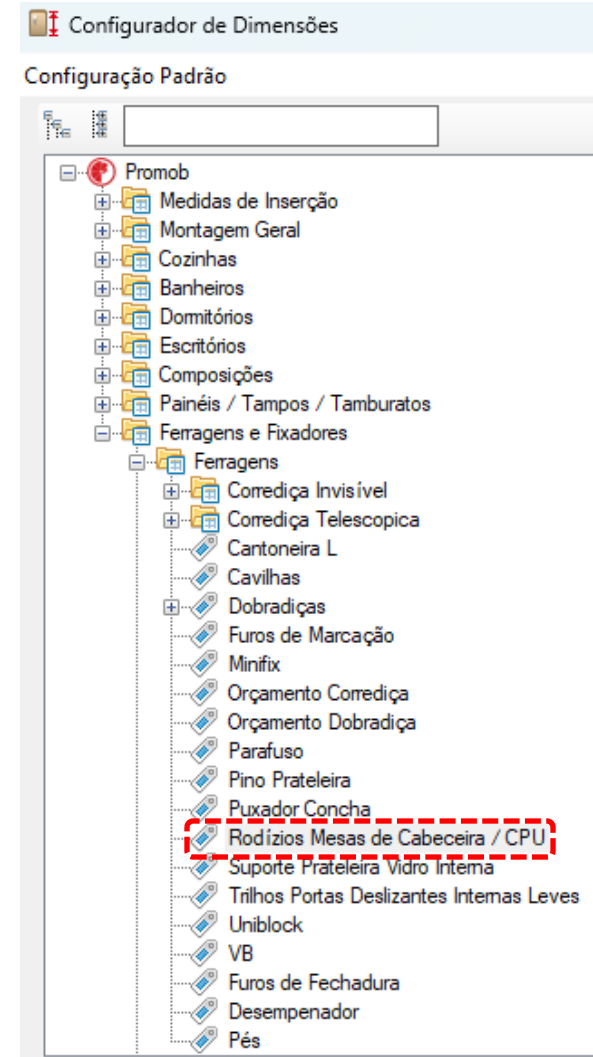 Configurador de Dimensões
Configuração Padrão
Promob
Medidas de Inserção
Montagem Geral
Cozinhas
Banheiros
Dormitórios
Escritórios
Composições
Painéis / Tampos / Tamburatos
Ferragens e Fixadores
Ferragens
Corrediça Invisível
Corrediça Telescopica
Cantoneira L
Cavilhas
Dobradiças
Furos de Marcação
Minifix
Orçamento Corrediça
Orçamento Dobradiça
Parafuso
Pino Prateleira
Puxador Concha
Rodízios Mesas de Cabeceira / CPU
Suporte Prateleira Vidro Interna
Trilhos Portas Deslizantes Internas Leves
Uniblock
VB
Furos de Fechadura
Desempenador
Pés